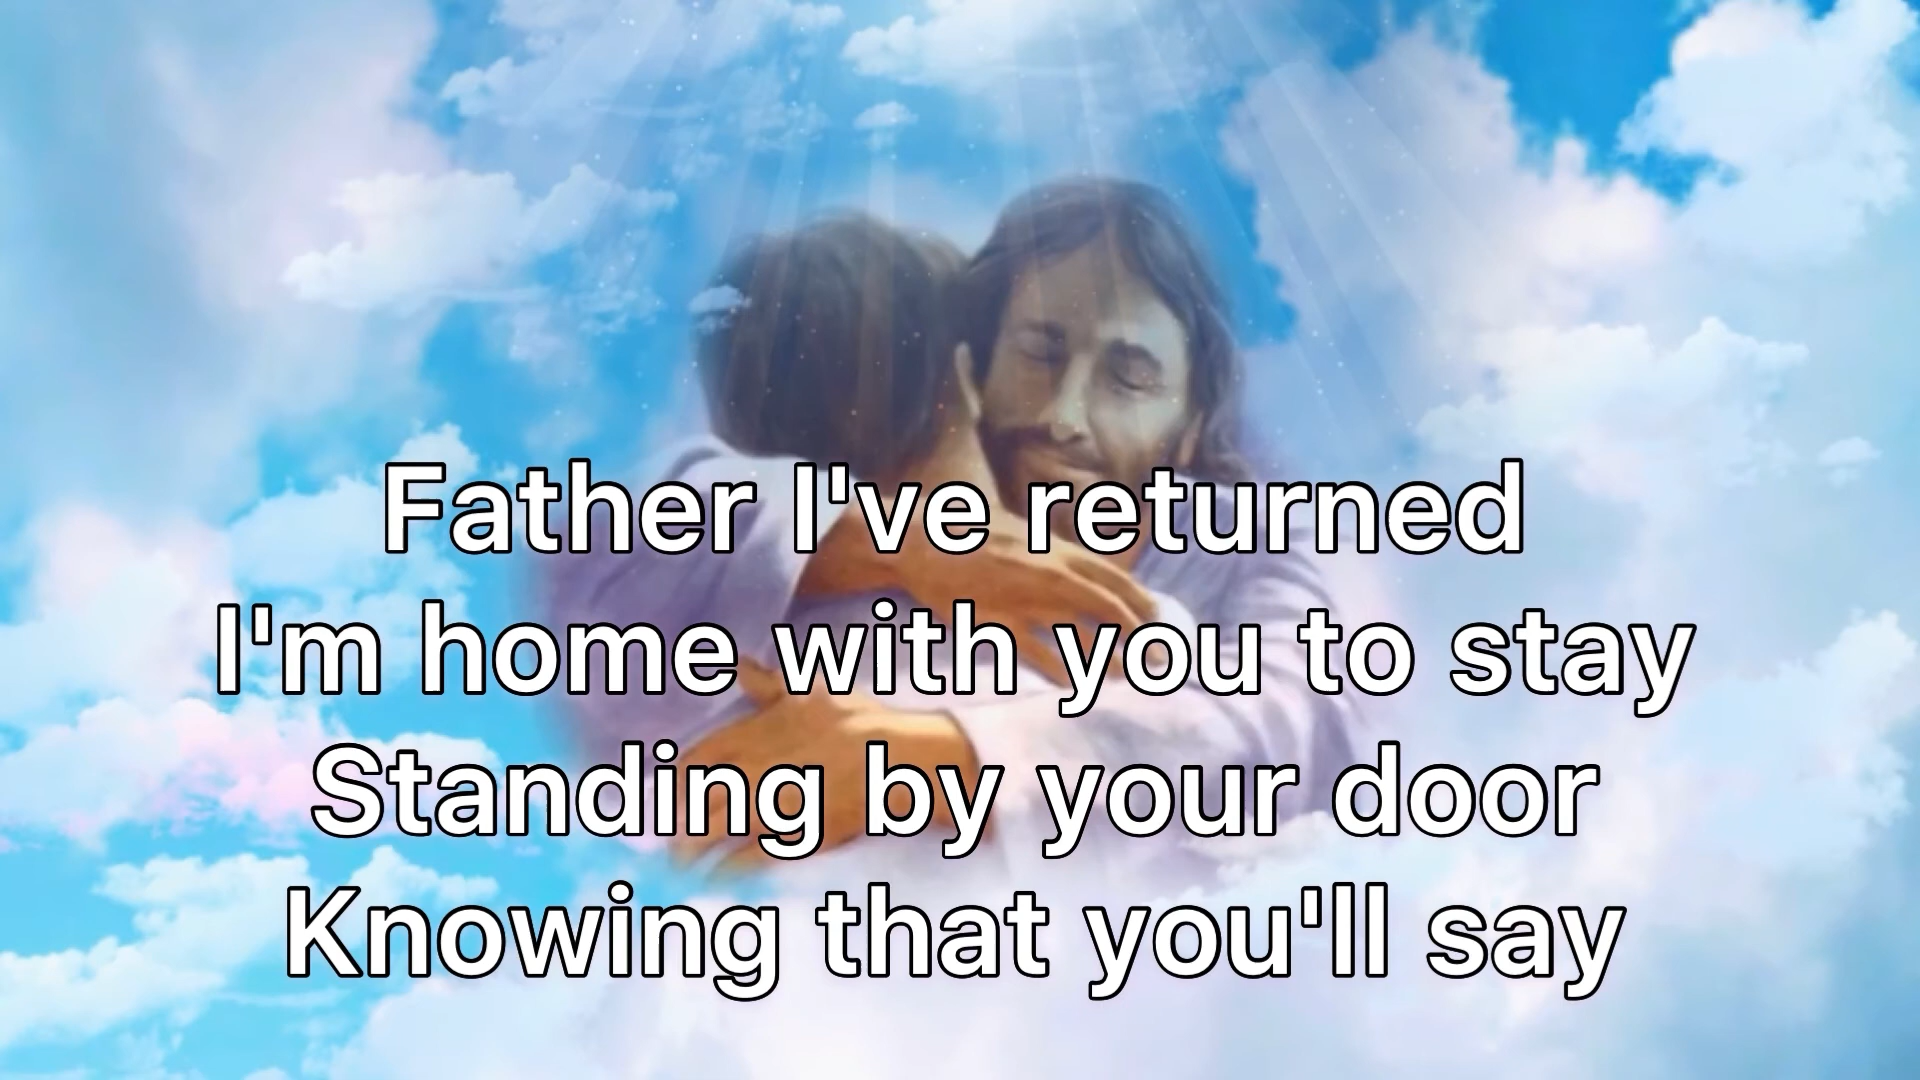 Father I've returned
I'm home with you to stay
Standing by your door
Knowing that you'll say